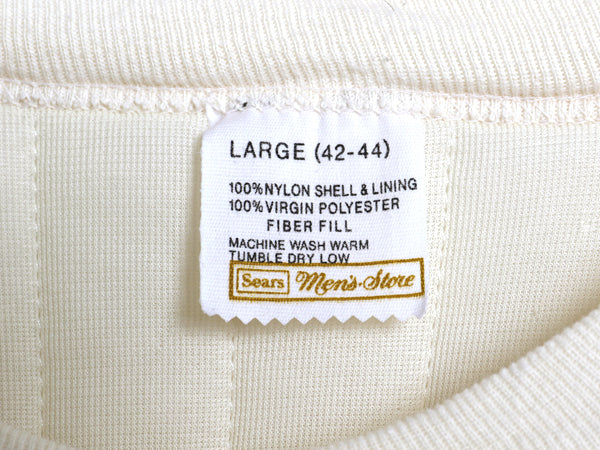 LARGE (42-44)
100% NYLON SHELL & LINING
100% VIRGIN POLYESTER
FIBER FILL
MACHINE WASH WARM
TUMBLE DRY LOW
Sears Men's Store